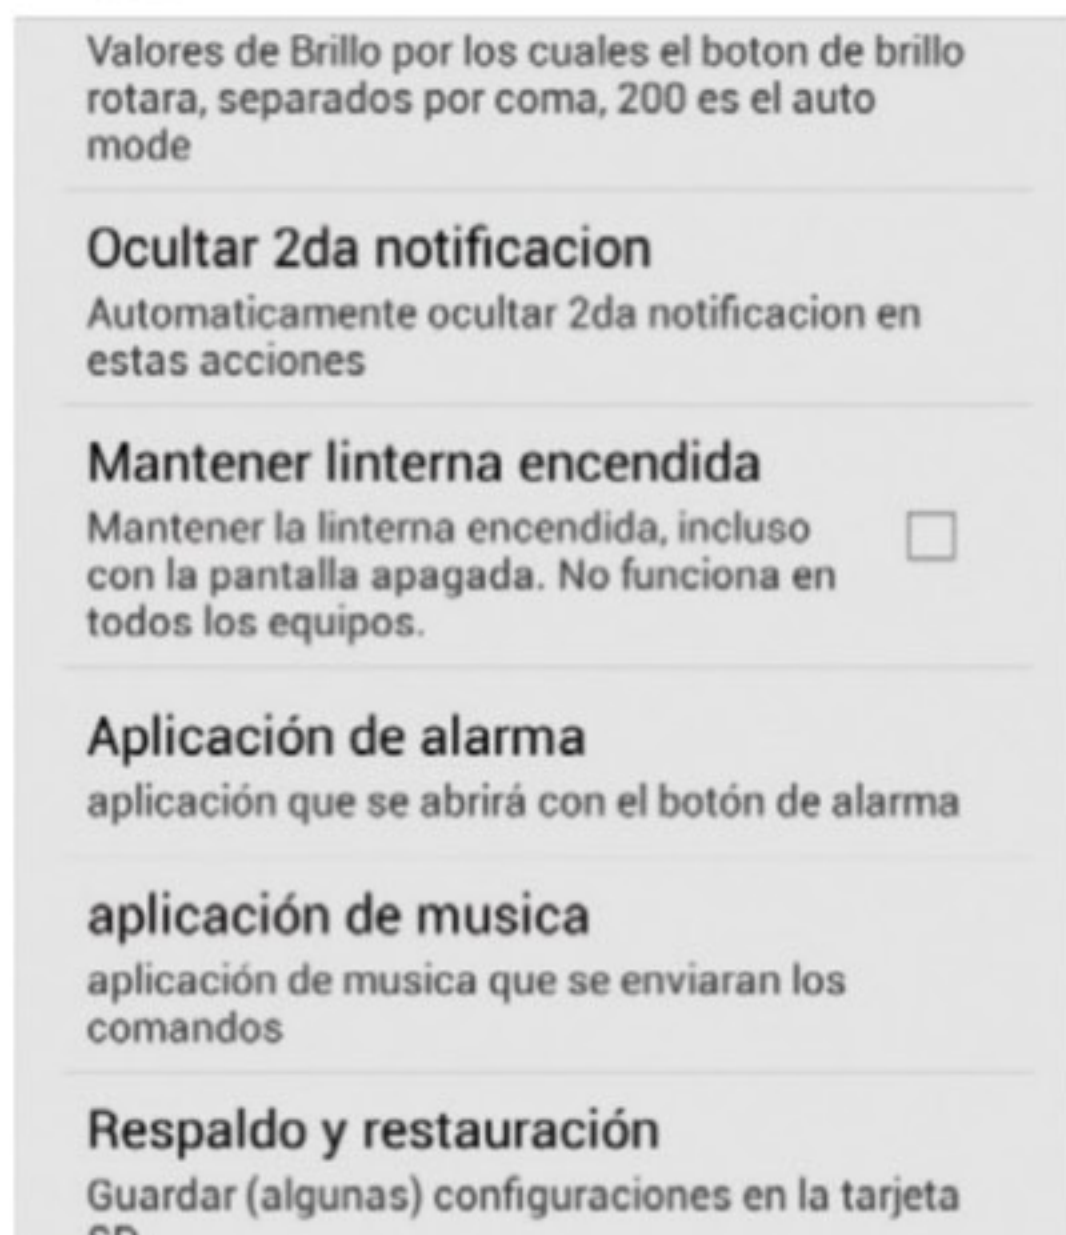 Valores de Brillo por los cuales el boton de brillo
rotara, separados por coma, 200 es el auto
mode
Ocultar 2da notificacion
Automaticamente ocultar 2da notificacion en
estas acciones
Mantener linterna encendida
Mantener la linterna encendida, incluso
con la pantalla apagada. No funciona en
todos los equipos.
Aplicación de alarma
aplicación que se abrirá con el botón de alarma
aplicación de musica
aplicación de musica que se enviaran los
comandos
Respaldo y restauración
Guardar (algunas) configuraciones en la tarjeta